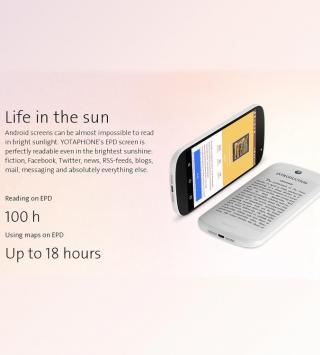 Life in the sun
Android screens can be almost impossible to read
in bright sunlight. YOTAPHONE's EPD screen is
perfectly readable even in the brightest sunshine:
fiction, Facebook, Twitter, news, RSS-feeds, blogs,
mail, messaging and absolutely everything else.
Reading on EPD
100 h
Using maps on EPD
Up to 18 hours
INTRODUCTION